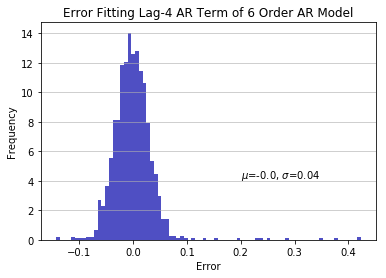 Error Fitting Lag-4 AR Term of 6 Order AR Model
Frequency
14
12
10
8
6
4
2
0
μ=-0.0, σ=0.04
−0.1 0.0 0.1 0.2 0.3 0.4
Error